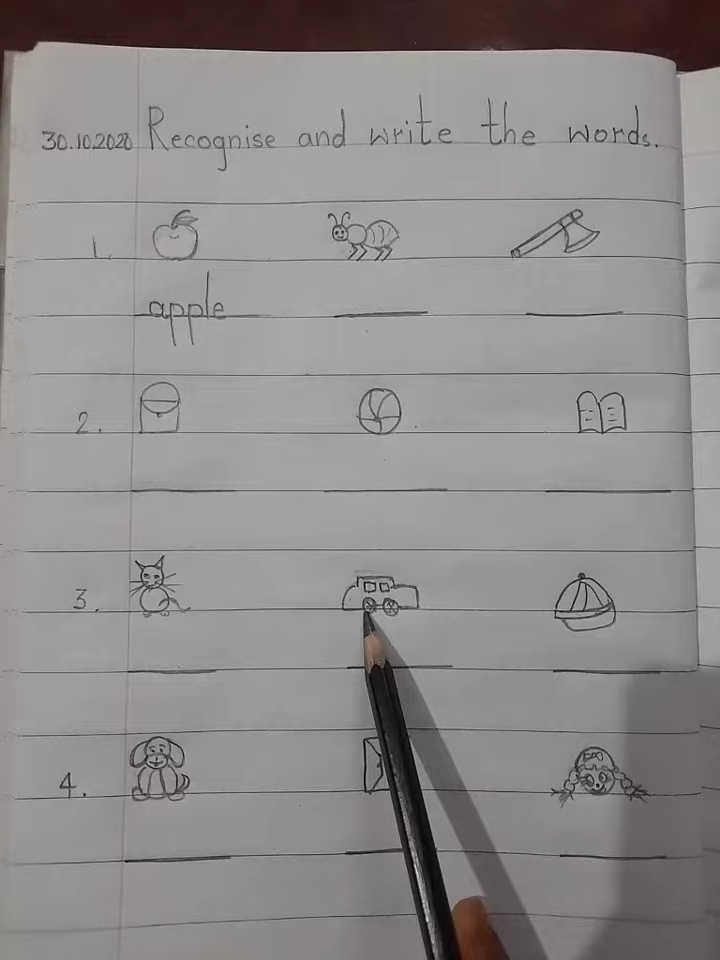 30.10.2020 Recognise and write the words.
1.
apple
2.
3.
4.